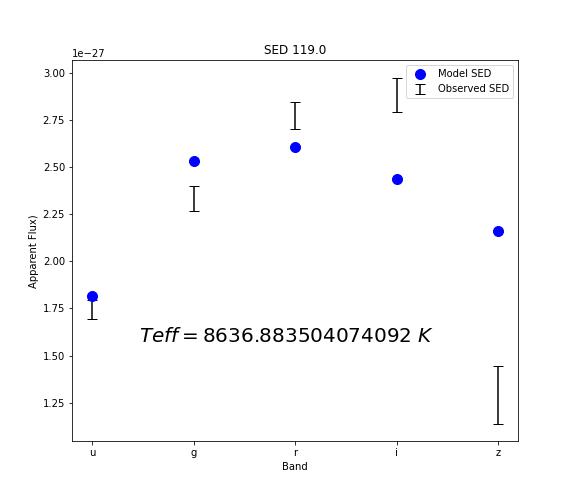 SED 119.0
1e−27
Model SED
Observed SED
3.00
2.75
2.50
2.25
2.00
1.75
1.50
1.25
Apparent Flux)
Teff = 8636.883504074092 K
u g r i z
Band